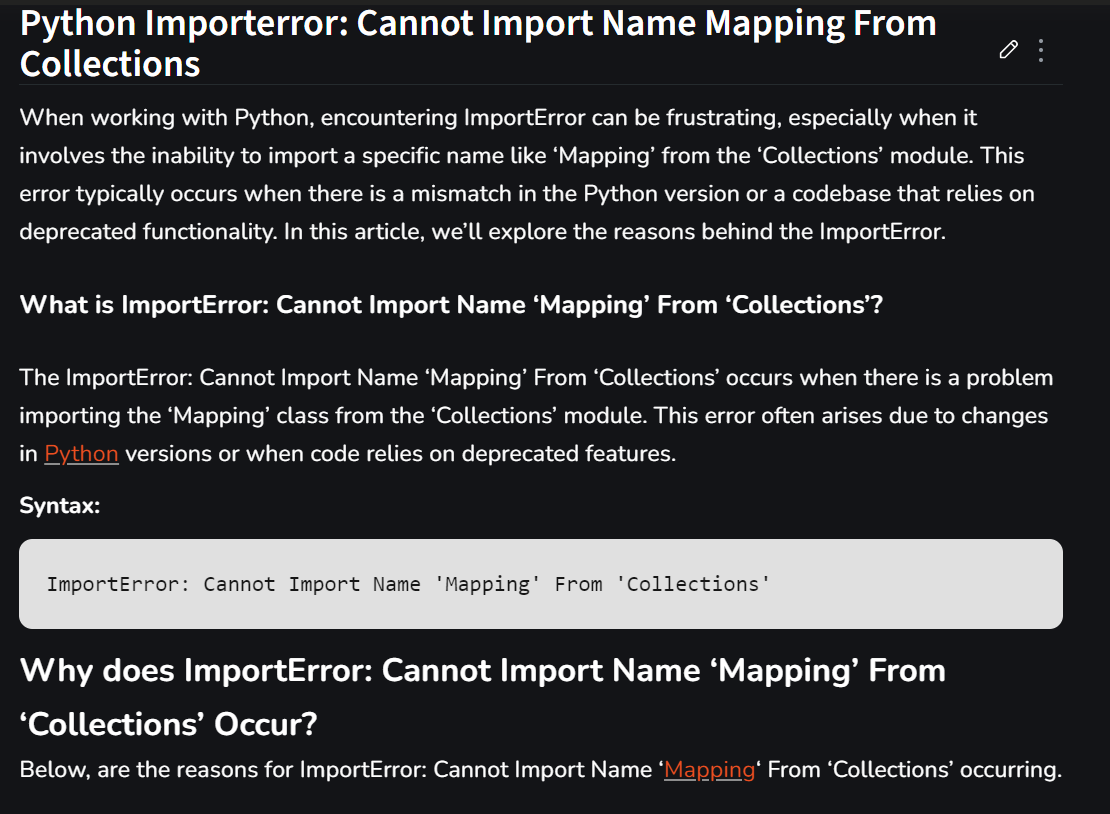 Python Importerror: Cannot Import Name Mapping From
Collections
When working with Python, encountering ImportError can be frustrating, especially when it
involves the inability to import a specific name like ‘Mapping’ from the ‘Collections’ module. This
error typically occurs when there is a mismatch in the Python version or a codebase that relies on
deprecated functionality. In this article, we’ll explore the reasons behind the ImportError.
What is ImportError: Cannot Import Name ‘Mapping’ From ‘Collections’?
The ImportError: Cannot Import Name ‘Mapping’ From ‘Collections’ occurs when there is a problem
importing the ‘Mapping’ class from the ‘Collections’ module. This error often arises due to changes
in Python versions or when code relies on deprecated features.
Syntax:
ImportError: Cannot Import Name 'Mapping' From 'Collections'
Why does ImportError: Cannot Import Name ‘Mapping’ From
‘Collections’ Occur?
Below, are the reasons for ImportError: Cannot Import Name ‘Mapping‘ From ‘Collections’ occurring.